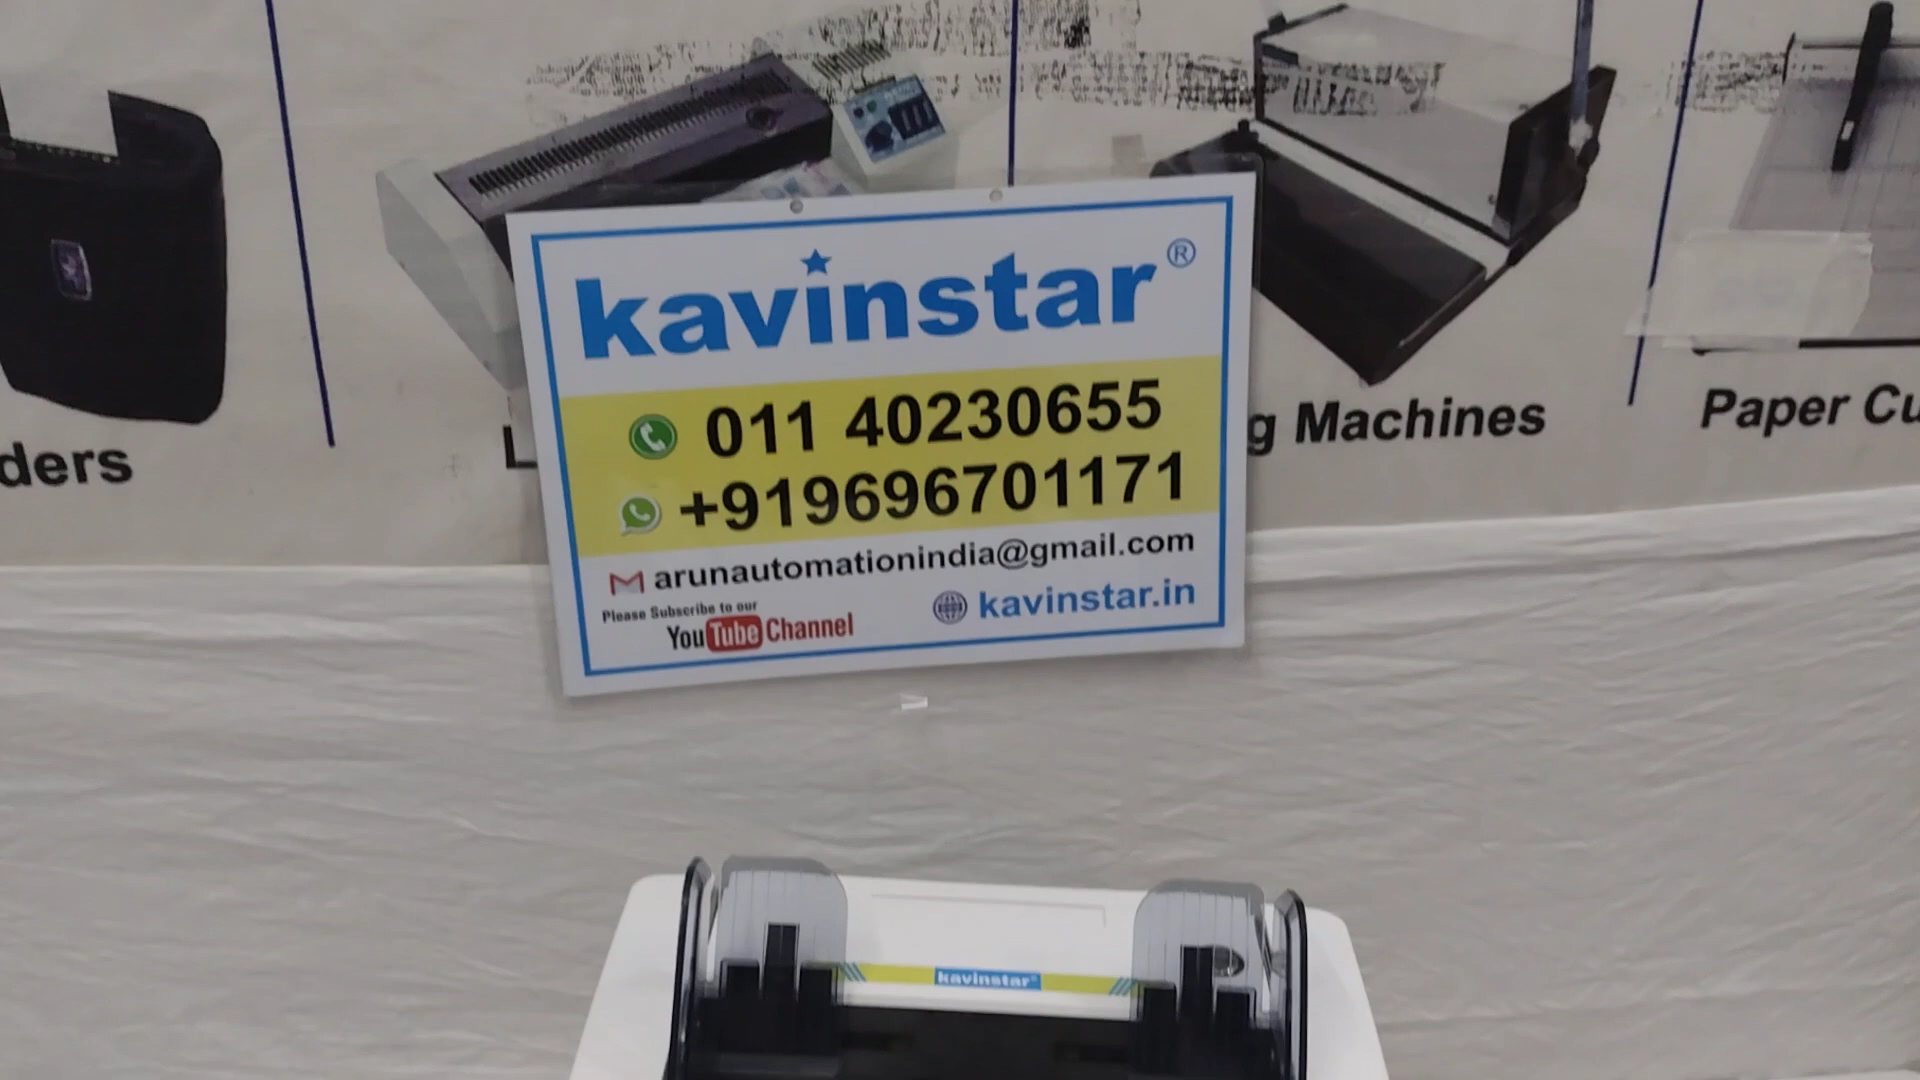 kavinstar®
011 40230655
+919696701171
arunautomationindia@gmail.com
Please Subscribe to our
YouTube Channel
kavinstar.in
ders
L
g Machines
Paper Cu
kavinstar